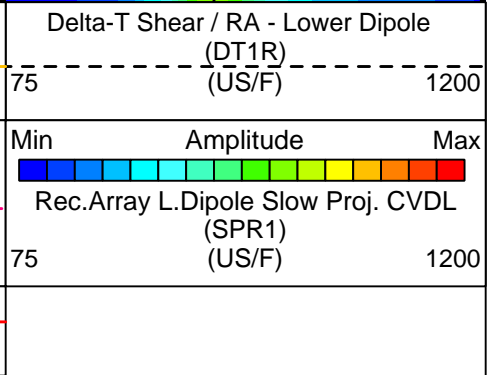 Delta-T Shear / RA - Lower Dipole
(DT1R)
75 (US/F) 1200
Min Amplitude Max
Rec.Array L.Dipole Slow Proj. CVDL
(SPR1)
75 (US/F) 1200